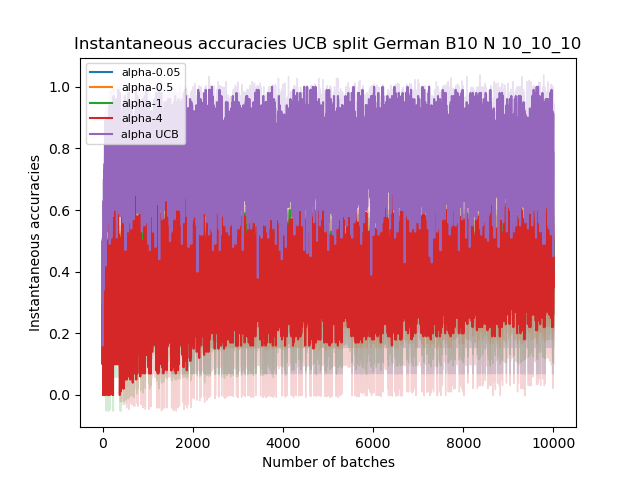 Instantaneous accuracies UCB split German B10 N 10_10_10
alpha-0.05
alpha-0.5
alpha-1
alpha-4
alpha UCB
1.0
0.8
0.6
0.4
0.2
0.0
Instantaneous accuracies
0 2000 4000 6000 8000 10000
Number of batches